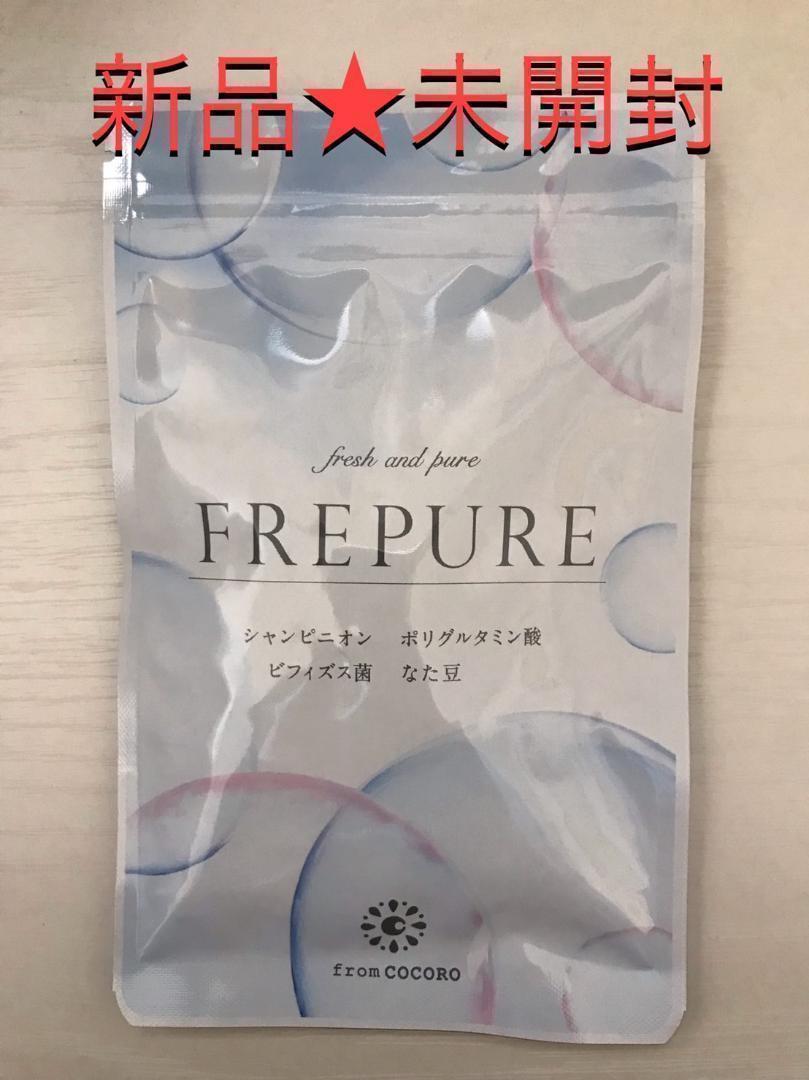 新品★未開封
fresh and pure
FREPURE
シャンピニオン ポリグルタミン酸
ビフィズス菌 なた豆
from COCORO